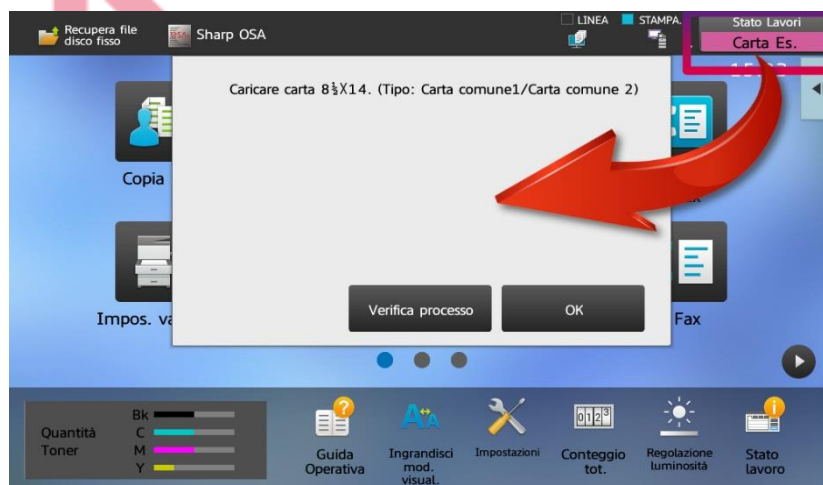 Recupera file
disco fisso
OSA
Sharp OSA
LINEA
STAMPA.
Stato Lavori
Carta Es.
Caricare carta 8½X14. (Tipo: Carta comune1/Carta comune 2)
Copia
Verifica processo
OK
Impos. va
Fax
Bk
Quantità
Toner
C
M
Y
Guida
Operativa
Ingrandisci
mod.
visual.
Impostazioni
Conteggio
tot.
Regolazione
luminosità
Stato
lavoro